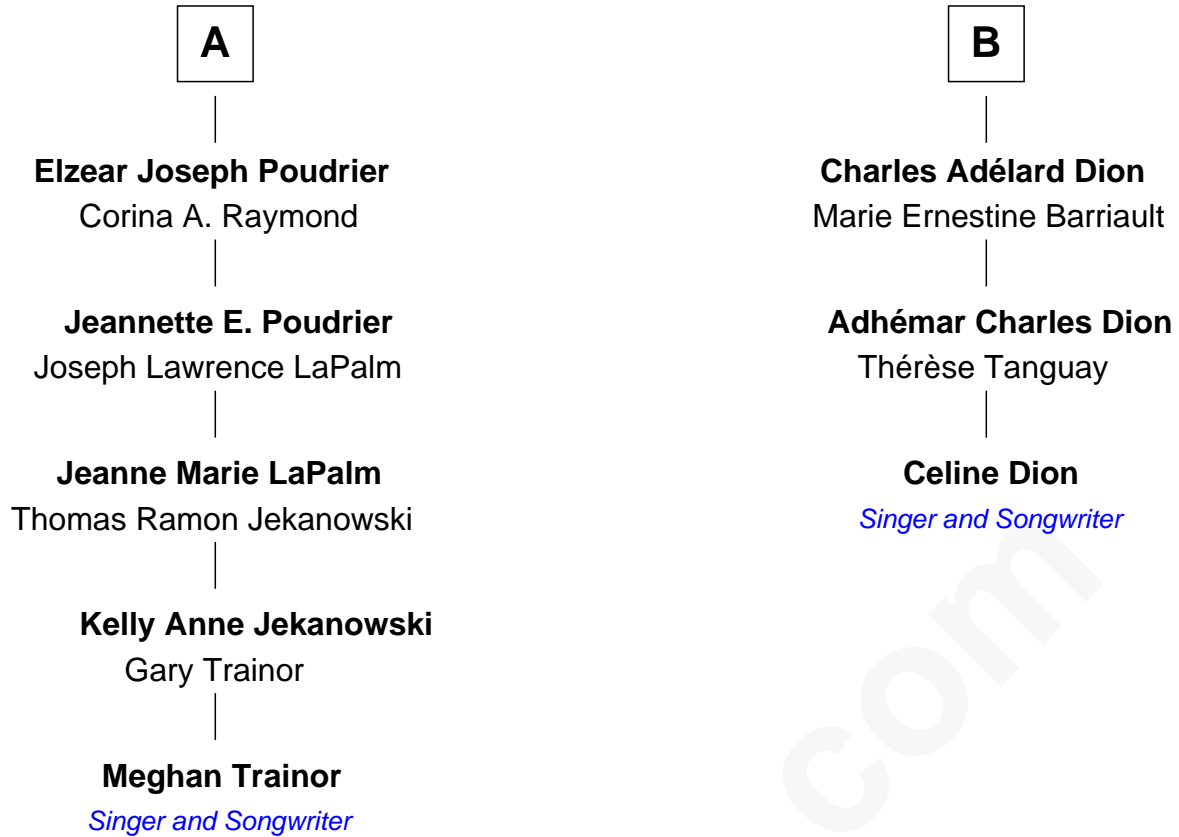 A
Elzear Joseph Poudrier
Corina A. Raymond
Jeannette E. Poudrier
Joseph Lawrence LaPalm
Jeanne Marie LaPalm
Thomas Ramon Jekanowski
Kelly Anne Jekanowski
Gary Trainor
Meghan Trainor
Singer and Songwriter
B
Charles Adélard Dion
Marie Ernestine Barriault
Adhémar Charles Dion
Thérèse Tanguay
Celine Dion
Singer and Songwriter
com